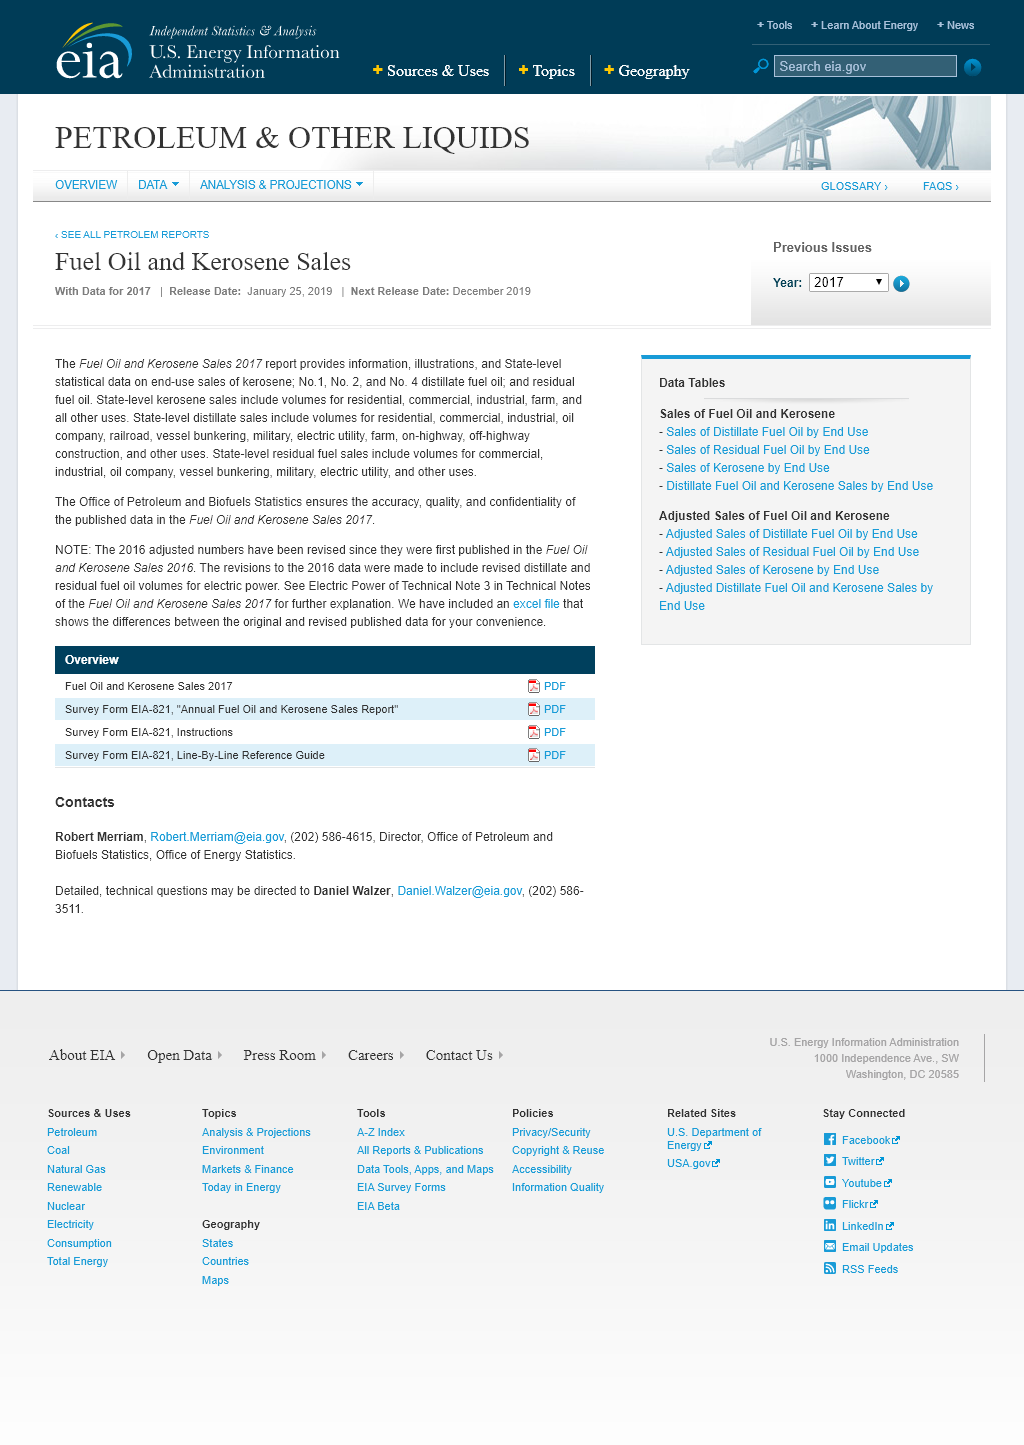 + Tools + Learn About Energy + News
Independent Statistics & Analysis
eia U.S. Energy Information
Administration
+ Sources & Uses + Topics + Geography
Search eia.gov
PETROLEUM & OTHER LIQUIDS
OVERVIEW DATA ANALYSIS & PROJECTIONS GLOSSARY › FAQS ›
‹ SEE ALL PETROLEM REPORTS
Fuel Oil and Kerosene Sales
With Data for 2017 | Release Date: January 25, 2019 | Next Release Date: December 2019
Previous Issues
Year: 2017
The Fuel Oil and Kerosene Sales 2017 report provides information, illustrations, and State-level
statistical data on end-use sales of kerosene; No.1, No. 2, and No. 4 distillate fuel oil; and residual
fuel oil. State-level kerosene sales include volumes for residential, commercial, industrial, farm, and
all other uses. State-level distillate sales include volumes for residential, commercial, industrial, oil
company, railroad, vessel bunkering, military, electric utility, farm, on-highway, off-highway
construction, and other uses. State-level residual fuel sales include volumes for commercial,
industrial, oil company, vessel bunkering, military, electric utility, and other uses.
The Office of Petroleum and Biofuels Statistics ensures the accuracy, quality, and confidentiality of
the published data in the Fuel Oil and Kerosene Sales 2017.
NOTE: The 2016 adjusted numbers have been revised since they were first published in the Fuel Oil
and Kerosene Sales 2016. The revisions to the 2016 data were made to include revised distillate and
residual fuel oil volumes for electric power. See Electric Power of Technical Note 3 in Technical Notes
of the Fuel Oil and Kerosene Sales 2017 for further explanation. We have included an excel file that
shows the differences between the original and revised published data for your convenience.
Overview
Fuel Oil and Kerosene Sales 2017 PDF
Survey Form EIA-821, "Annual Fuel Oil and Kerosene Sales Report" PDF
Survey Form EIA-821, Instructions PDF
Survey Form EIA-821, Line-By-Line Reference Guide PDF
Contacts
Robert Merriam, Robert.Merriam@eia.gov, (202) 586-4615, Director, Office of Petroleum and
Biofuels Statistics, Office of Energy Statistics.
Detailed, technical questions may be directed to Daniel Walzer, Daniel.Walzer@eia.gov, (202) 586-
3511.
Data Tables
Sales of Fuel Oil and Kerosene
- Sales of Distillate Fuel Oil by End Use
- Sales of Residual Fuel Oil by End Use
- Sales of Kerosene by End Use
- Distillate Fuel Oil and Kerosene Sales by End Use
Adjusted Sales of Fuel Oil and Kerosene
- Adjusted Sales of Distillate Fuel Oil by End Use
- Adjusted Sales of Residual Fuel Oil by End Use
- Adjusted Sales of Kerosene by End Use
- Adjusted Distillate Fuel Oil and Kerosene Sales by
End Use
About EIA Open Data Press Room Careers Contact Us
U.S. Energy Information Administration
1000 Independence Ave., SW
Washington, DC 20585
Sources & Uses
Petroleum
Coal
Natural Gas
Renewable
Nuclear
Electricity
Consumption
Total Energy
Topics
Analysis & Projections
Environment
Markets & Finance
Today in Energy
Geography
States
Countries
Maps
Tools
A-Z Index
All Reports & Publications
Data Tools, Apps, and Maps
EIA Survey Forms
EIA Beta
Policies
Privacy/Security
Copyright & Reuse
Accessibility
Information Quality
Related Sites
U.S. Department of
Energy
USA.gov
Stay Connected
Facebook
Twitter
Youtube
Flickr
LinkedIn
Email Updates
RSS Feeds